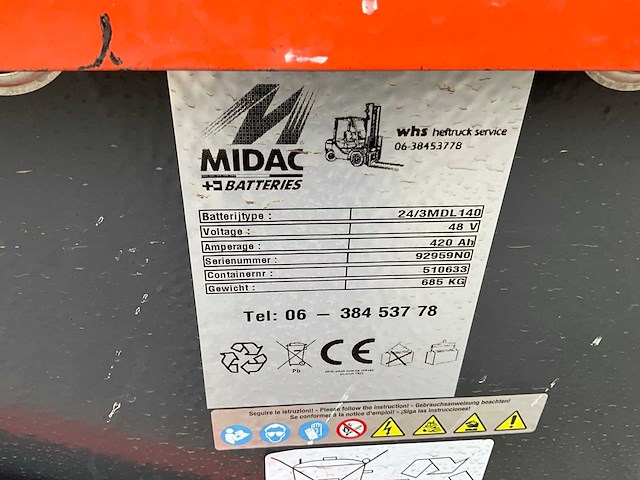 MIDAC
BATTERIES
whs heftruck service
06-38453778
Batterijtype : 24/3MDL140
Voltage : 48 V
Amperage : 420 Ah
Serienummer : 92959N0
Containernr : 510633
Gewicht : 685 KG
Tel: 06 - 384 537 78
Pb
CE
Seguire le istruzioni! - Please follow the instruction! - Gebrauchsanweisung beachten!
Se conformer à la notice d'emploi! - ¡Siga las instrucciones!